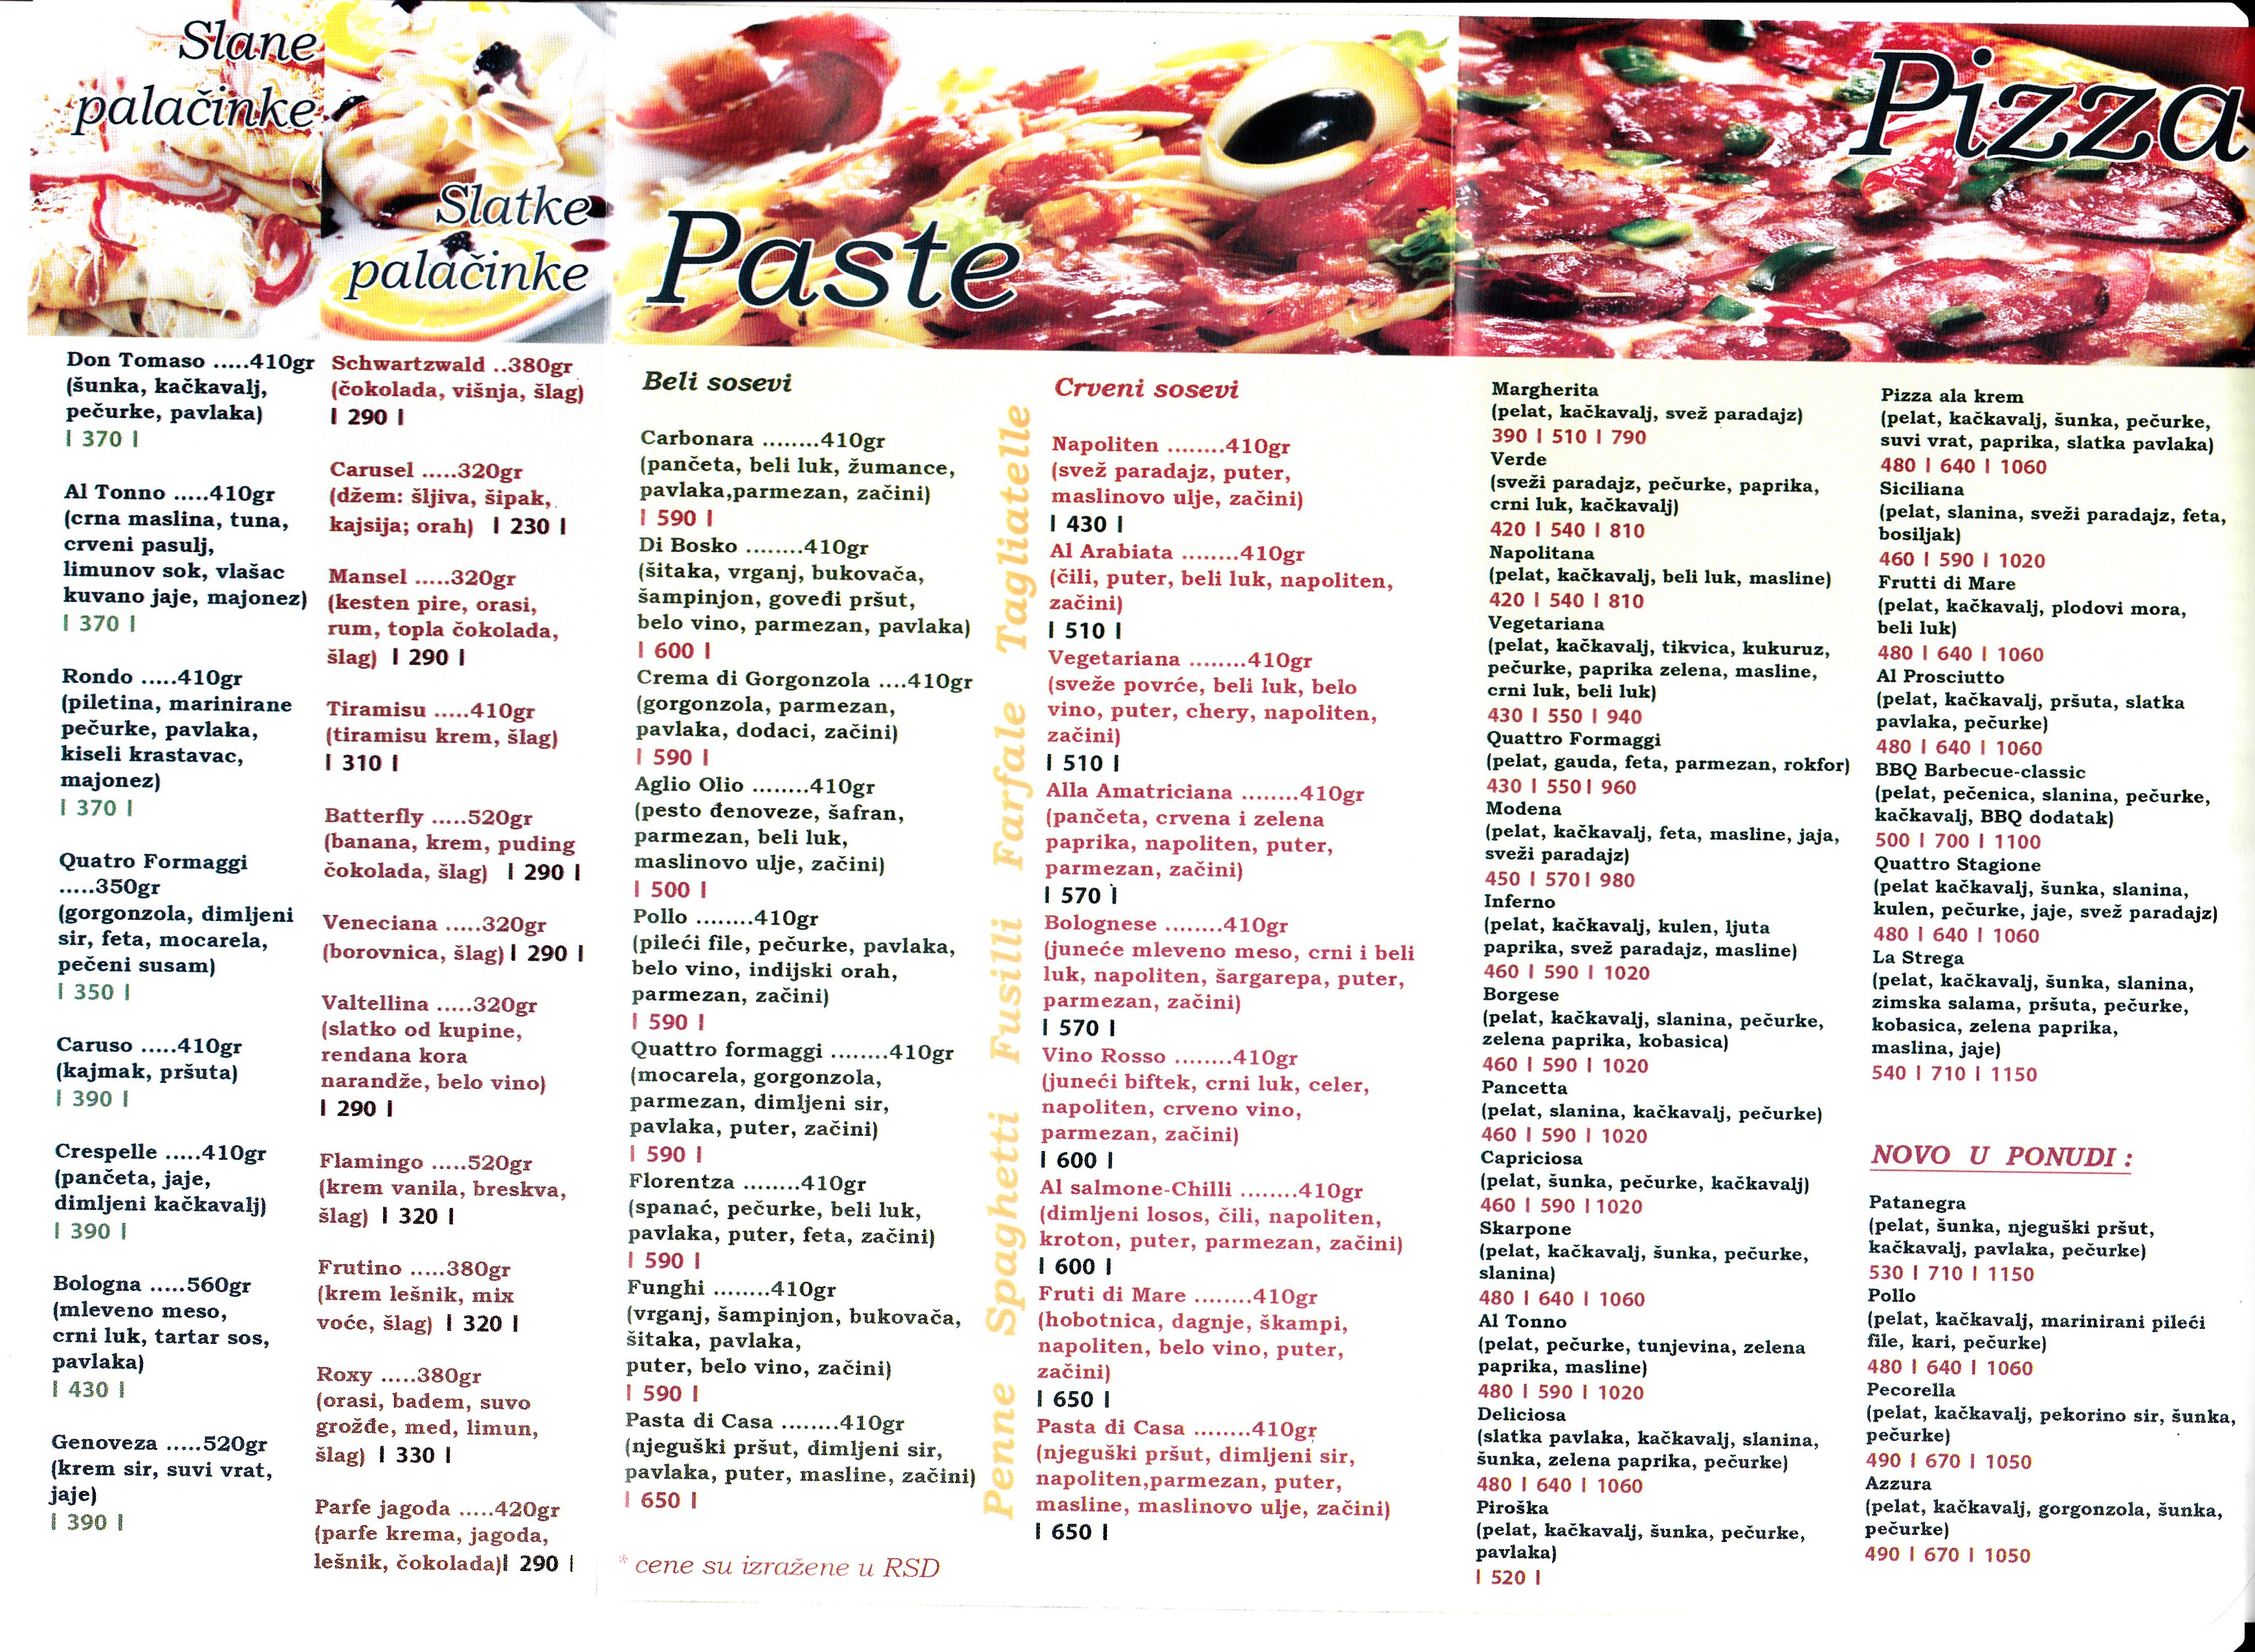 Slane
palačinke
Don Tomaso .....410gr
(šunka, kačkavalj,
pečurke, pavlaka)
| 370 |
Al Tonno .....410gr
(crna maslina, tuna,
crveni pasulj,
limunov sok, vlašac
kuvano jaje, majonez)
| 370 |
Rondo .....410gr
(piletina, marinirane
pečurke, pavlaka,
kiseli krastavac,
majonez)
| 370 |
Quatro Formaggi
.....350gr
(gorgonzola, dimljeni
sir, feta, mocarela,
pečeni susam)
| 350 |
Caruso .....410gr
(kajmak, pršuta)
| 390 |
Crespelle .....410gr
(pančeta, jaje,
dimljeni kačkavalj)
| 390 |
Bologna .....560gr
(mleveno meso,
crni luk, tartar sos,
pavlaka)
| 430 |
Genoveza .....520gr
(krem sir, suvi vrat,
jaje)
| 390 |
Slatke
palačinke
Schwartzwald ..380gr
(čokolada, višnja, šlag)
| 290 |
Carusel .....320gr
(džem: šljiva, šipak,
kajsija; orah) | 230 |
Mansel .....320gr
(kesten pire, orasi,
rum, topla čokolada,
šlag) | 290 |
Tiramisu .....410gr
(tiramisu krem, šlag)
| 310 |
Batterfly .....520gr
(banana, krem, puding
čokolada, šlag) | 290 |
Veneciana .....320gr
(borovnica, šlag) | 290 |
Valtellina .....320gr
(slatko od kupine,
rendana kora
narandže, belo vino)
| 290 |
Flamingo .....520gr
(krem vanila, breskva,
šlag) | 320 |
Frutino .....380gr
(krem lešnik, mix
voće, šlag) | 320 |
Roxy .....380gr
(orasi, badem, suvo
grožđe, med, limun,
šlag) | 330 |
Parfe jagoda .....420gr
(parfe krema, jagoda,
lešnik, čokolada)| 290 |
Paste
Beli sosevi
Carbonara ........410gr
(pančeta, beli luk, žumance,
pavlaka,parmezan, začini)
| 590 |
Di Bosko ........410gr
(šitaka, vrganj, bukovača,
šampinjon, goveđi pršut,
belo vino, parmezan, pavlaka)
| 600 |
Crema di Gorgonzola ....410gr
(gorgonzola, parmezan,
pavlaka, dodaci, začini)
| 590 |
Aglio Olio ........410gr
(pesto đenoveze, šafran,
parmezan, beli luk,
maslinovo ulje, začini)
| 500 |
Pollo ........410gr
(pileći file, pečurke, pavlaka,
belo vino, indijski orah,
parmezan, začini)
| 590 |
Quattro formaggi ........410gr
(mocarela, gorgonzola,
parmezan, dimljeni sir,
pavlaka, puter, začini)
| 590 |
Florentza ........410gr
(spanać, pečurke, beli luk,
pavlaka, puter, feta, začini)
| 590 |
Funghi ........410gr
(vrganj, šampinjon, bukovača,
šitaka, pavlaka,
puter, belo vino, začini)
| 590 |
Pasta di Casa ........410gr
(njeguški pršut, dimljeni sir,
pavlaka, puter, masline, začini)
| 650 |
* cene su izražene u RSD
Penne Spaghetti Fusilli Farfale Tagliatelle
Crveni sosevi
Napoliten ........410gr
(svež paradajz, puter,
maslinovo ulje, začini)
| 430 |
Al Arabiata ........410gr
(čili, puter, beli luk, napoliten,
začini)
| 510 |
Vegetariana ........410gr
(sveže povrće, beli luk, belo
vino, puter, chery, napoliten,
začini)
| 510 |
Alla Amatriciana ........410gr
(pančeta, crvena i zelena
paprika, napoliten, puter,
parmezan, začini)
| 570 |
Bolognese ........410gr
(juneće mleveno meso, crni i beli
luk, napoliten, šargarepa, puter,
parmezan, začini)
| 570 |
Vino Rosso ........410gr
(juneći biftek, crni luk, celer,
napoliten, crveno vino,
parmezan, začini)
| 600 |
Al salmone-Chilli ........410gr
(dimljeni losos, čili, napoliten,
kroton, puter, parmezan, začini)
| 600 |
Fruti di Mare ........410gr
(hobotnica, dagnje, škampi,
napoliten, belo vino, puter,
začini)
| 650 |
Pasta di Casa ........410gr
(njeguški pršut, dimljeni sir,
napoliten,parmezan, puter,
masline, maslinovo ulje, začini)
| 650 |
Pizza
Margherita
(pelat, kačkavalj, svež paradajz)
390 | 510 | 790
Verde
(sveži paradajz, pečurke, paprika,
crni luk, kačkavalj)
420 | 540 | 810
Napolitana
(pelat, kačkavalj, beli luk, masline)
420 | 540 | 810
Vegetariana
(pelat, kačkavalj, tikvica, kukuruz,
pečurke, paprika zelena, masline,
crni luk, beli luk)
430 | 550 | 940
Quattro Formaggi
(pelat, gauda, feta, parmezan, rokfor)
430 | 550| 960
Modena
(pelat, kačkavalj, feta, masline, jaja,
sveži paradajz)
450 | 570| 980
Inferno
(pelat, kačkavalj, kulen, ljuta
paprika, svež paradajz, masline)
460 | 590 | 1020
Borgese
(pelat, kačkavalj, slanina, pečurke,
zelena paprika, kobasica)
460 | 590 | 1020
Pancetta
(pelat, slanina, kačkavalj, pečurke)
460 | 590 | 1020
Capriciosa
(pelat, šunka, pečurke, kačkavalj)
460 | 590 |1020
Skarpone
(pelat, kačkavalj, šunka, pečurke,
slanina)
480 | 640 | 1060
Al Tonno
(pelat, pečurke, tunjevina, zelena
paprika, masline)
480 | 590 | 1020
Deliciosa
(slatka pavlaka, kačkavalj, slanina,
šunka, zelena paprika, pečurke)
480 | 640 | 1060
Piroška
(pelat, kačkavalj, šunka, pečurke,
pavlaka)
| 520 |
Pizza ala krem
(pelat, kačkavalj, šunka, pečurke,
suvi vrat, paprika, slatka pavlaka)
480 | 640 | 1060
Siciliana
(pelat, slanina, sveži paradajz, feta,
bosiljak)
460 | 590 | 1020
Frutti di Mare
(pelat, kačkavalj, plodovi mora,
beli luk)
480 | 640 | 1060
Al Prosciutto
(pelat, kačkavalj, pršuta, slatka
pavlaka, pečurke)
480 | 640 | 1060
BBQ Barbecue-classic
(pelat, pečenica, slanina, pečurke,
kačkavalj, BBQ dodatak)
500 | 700 | 1100
Quattro Stagione
(pelat kačkavalj, šunka, slanina,
kulen, pečurke, jaje, svež paradajz)
480 | 640 | 1060
La Strega
(pelat, kačkavalj, šunka, slanina,
zimska salama, pršuta, pečurke,
kobasica, zelena paprika,
maslina, jaje)
540 | 710 | 1150
NOVO U PONUDI :
Patanegra
(pelat, šunka, njeguški pršut,
kačkavalj, pavlaka, pečurke)
530 | 710 | 1150
Pollo
(pelat, kačkavalj, marinirani pileći
file, kari, pečurke)
480 | 640 | 1060
Pecorella
(pelat, kačkavalj, pekorino sir, šunka,
pečurke)
490 | 670 | 1050
Azzura
(pelat, kačkavalj, gorgonzola, šunka,
pečurke)
490 | 670 | 1050